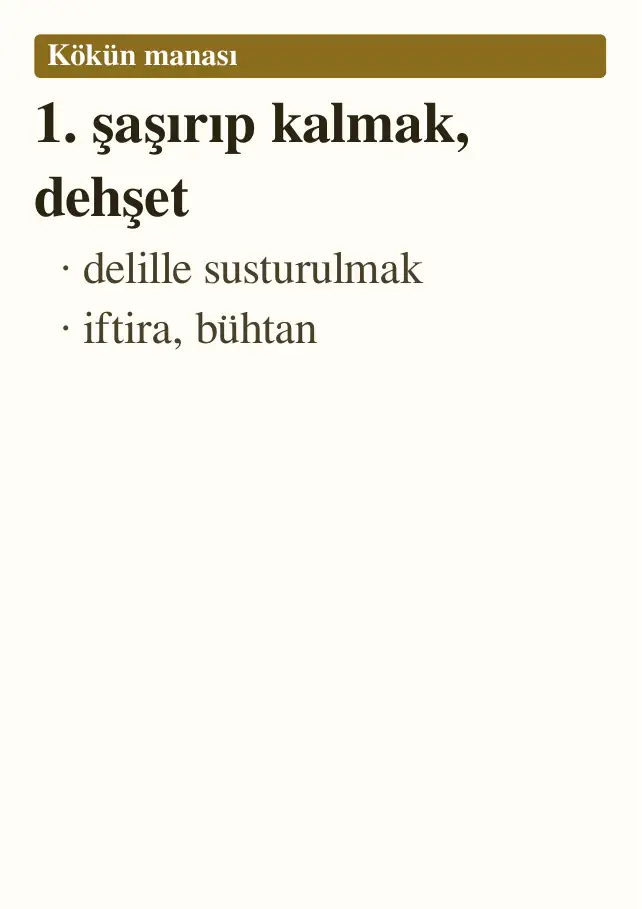 Kökün manası
1. şaşırıp kalmak,
dehşet
· delille susturulmak
· iftira, bühtan